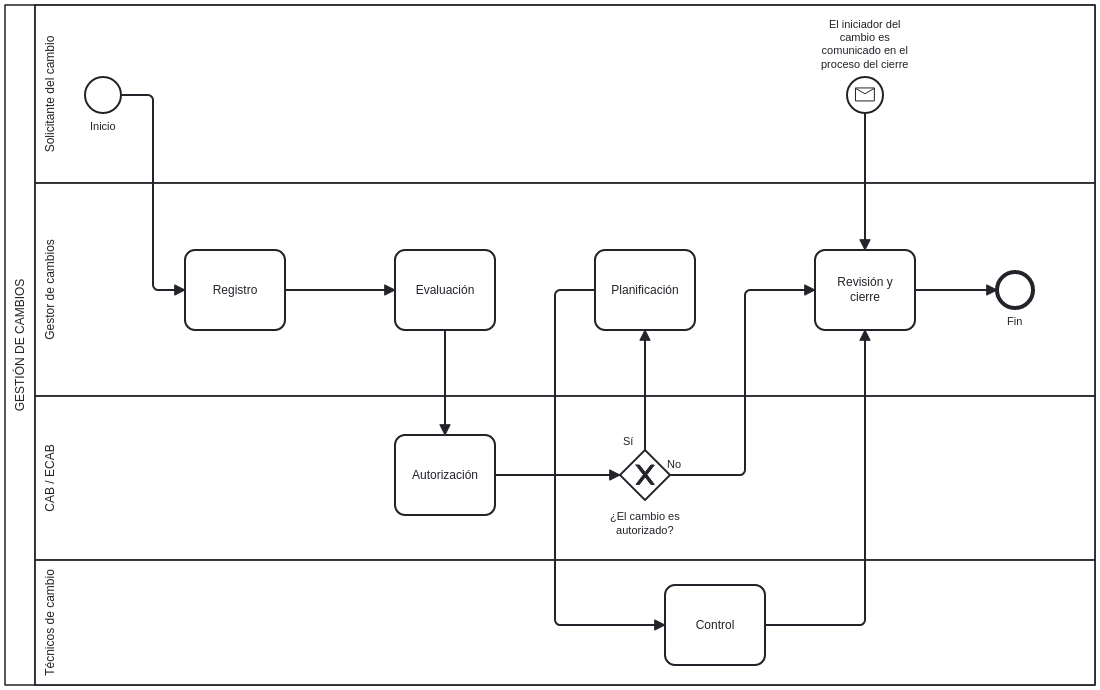 GESTIÓN DE CAMBIOS
Solicitante del cambio
Inicio
El iniciador del
cambio es
comunicado en el
proceso del cierre
Gestor de cambios
Registro
Evaluación
Planificación
Revisión y
cierre
Fin
CAB / ECAB
Autorización
Sí
No
¿El cambio es
autorizado?
Técnicos de cambio
Control